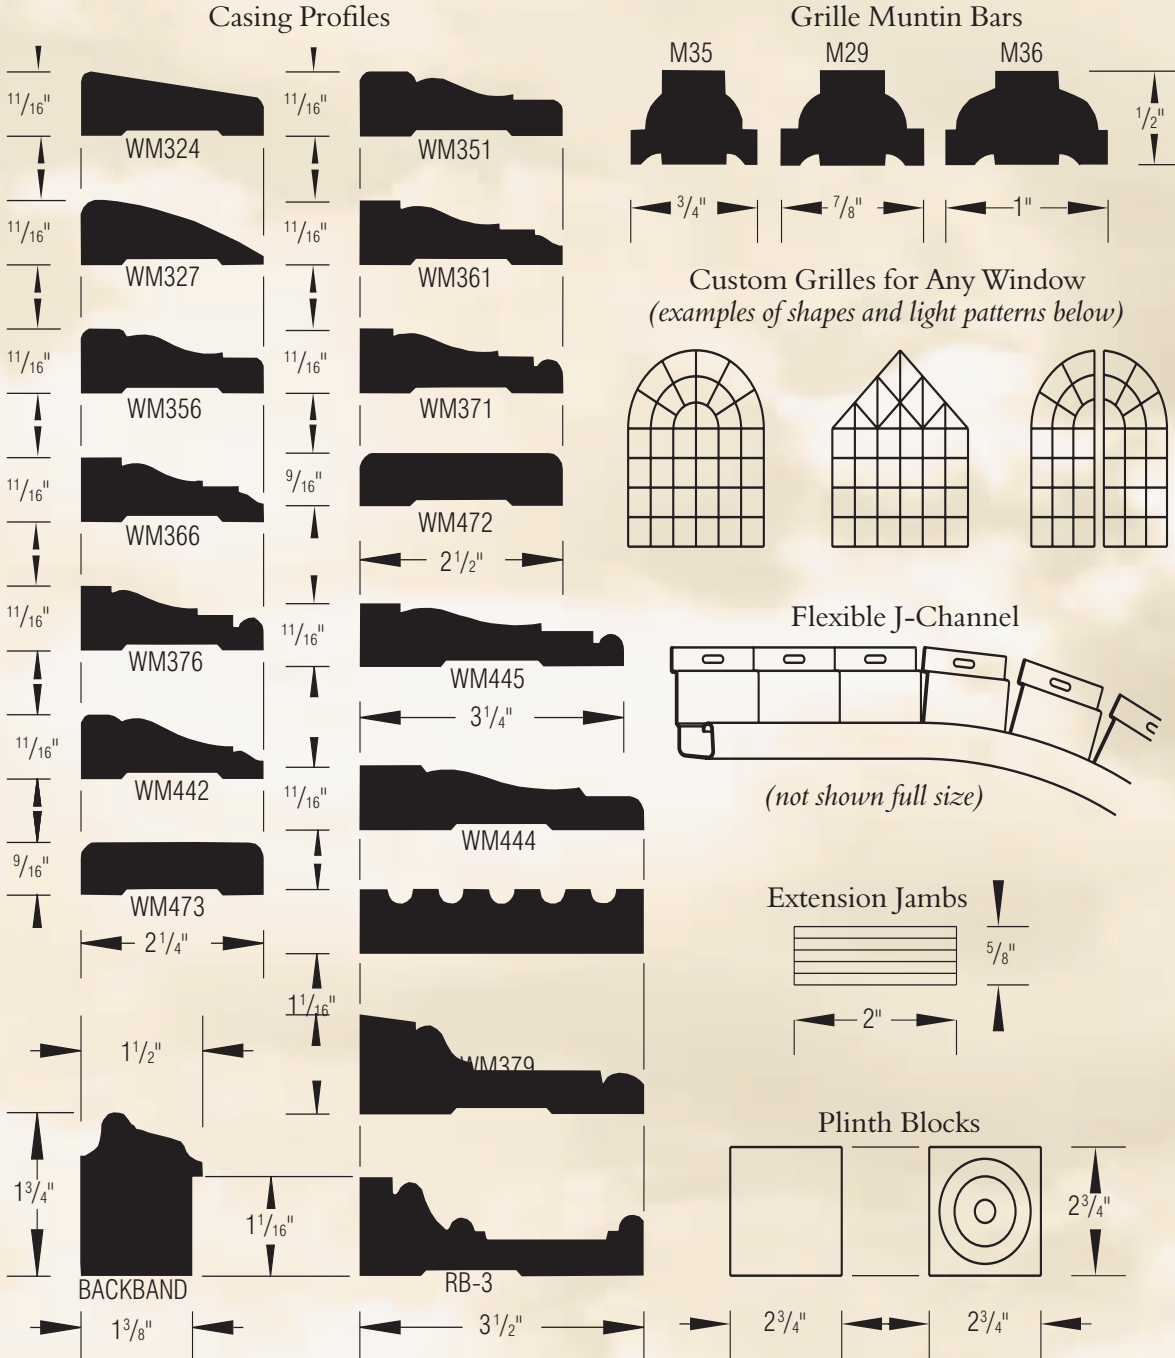 Casing Profiles
11/16"
WM324
11/16"
WM327
11/16"
WM356
11/16"
WM366
11/16"
WM376
11/16"
WM442
9/16"
WM473
2 1/4"
1 1/2"
1 3/4"
1 1/16"
BACKBAND
1 3/8"
11/16"
WM351
11/16"
WM361
11/16"
WM371
9/16"
WM472
2 1/2"
11/16"
WM445
3 1/4"
11/16"
WM444
1 1/16"
WM379
RB-3
3 1/2"
Grille Muntin Bars
M35
M29
M36
1/2"
3/4"
7/8"
1"
Custom Grilles for Any Window
(examples of shapes and light patterns below)
Flexible J-Channel
(not shown full size)
Extension Jambs
5/8"
2"
Plinth Blocks
2 3/4"
2 3/4"
2 3/4"